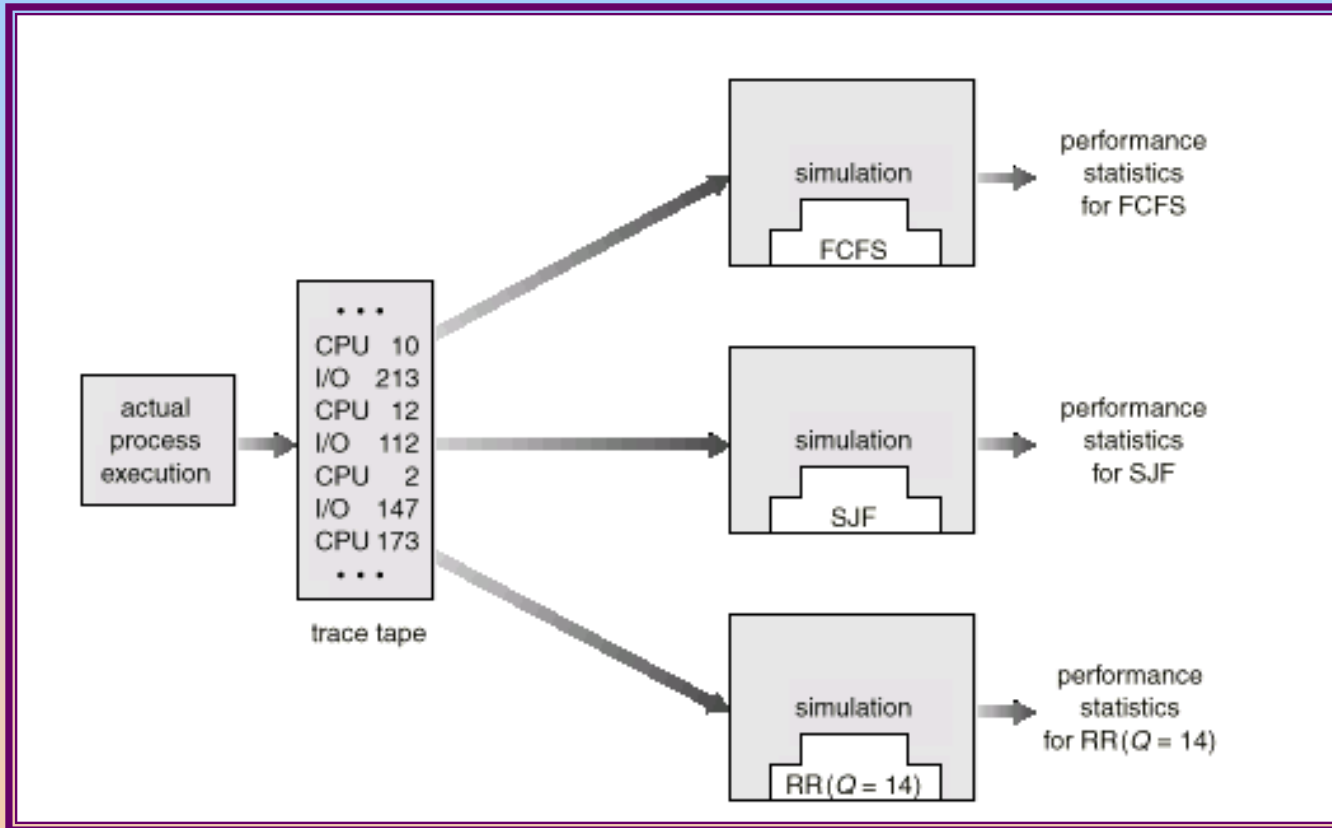 actual
process
execution
• • •
CPU 10
I/O 213
CPU 12
I/O 112
CPU 2
I/O 147
CPU 173
• • •
trace tape
simulation
FCFS
performance
statistics
for FCFS
simulation
SJF
performance
statistics
for SJF
simulation
RR(Q = 14)
performance
statistics
for RR(Q = 14)